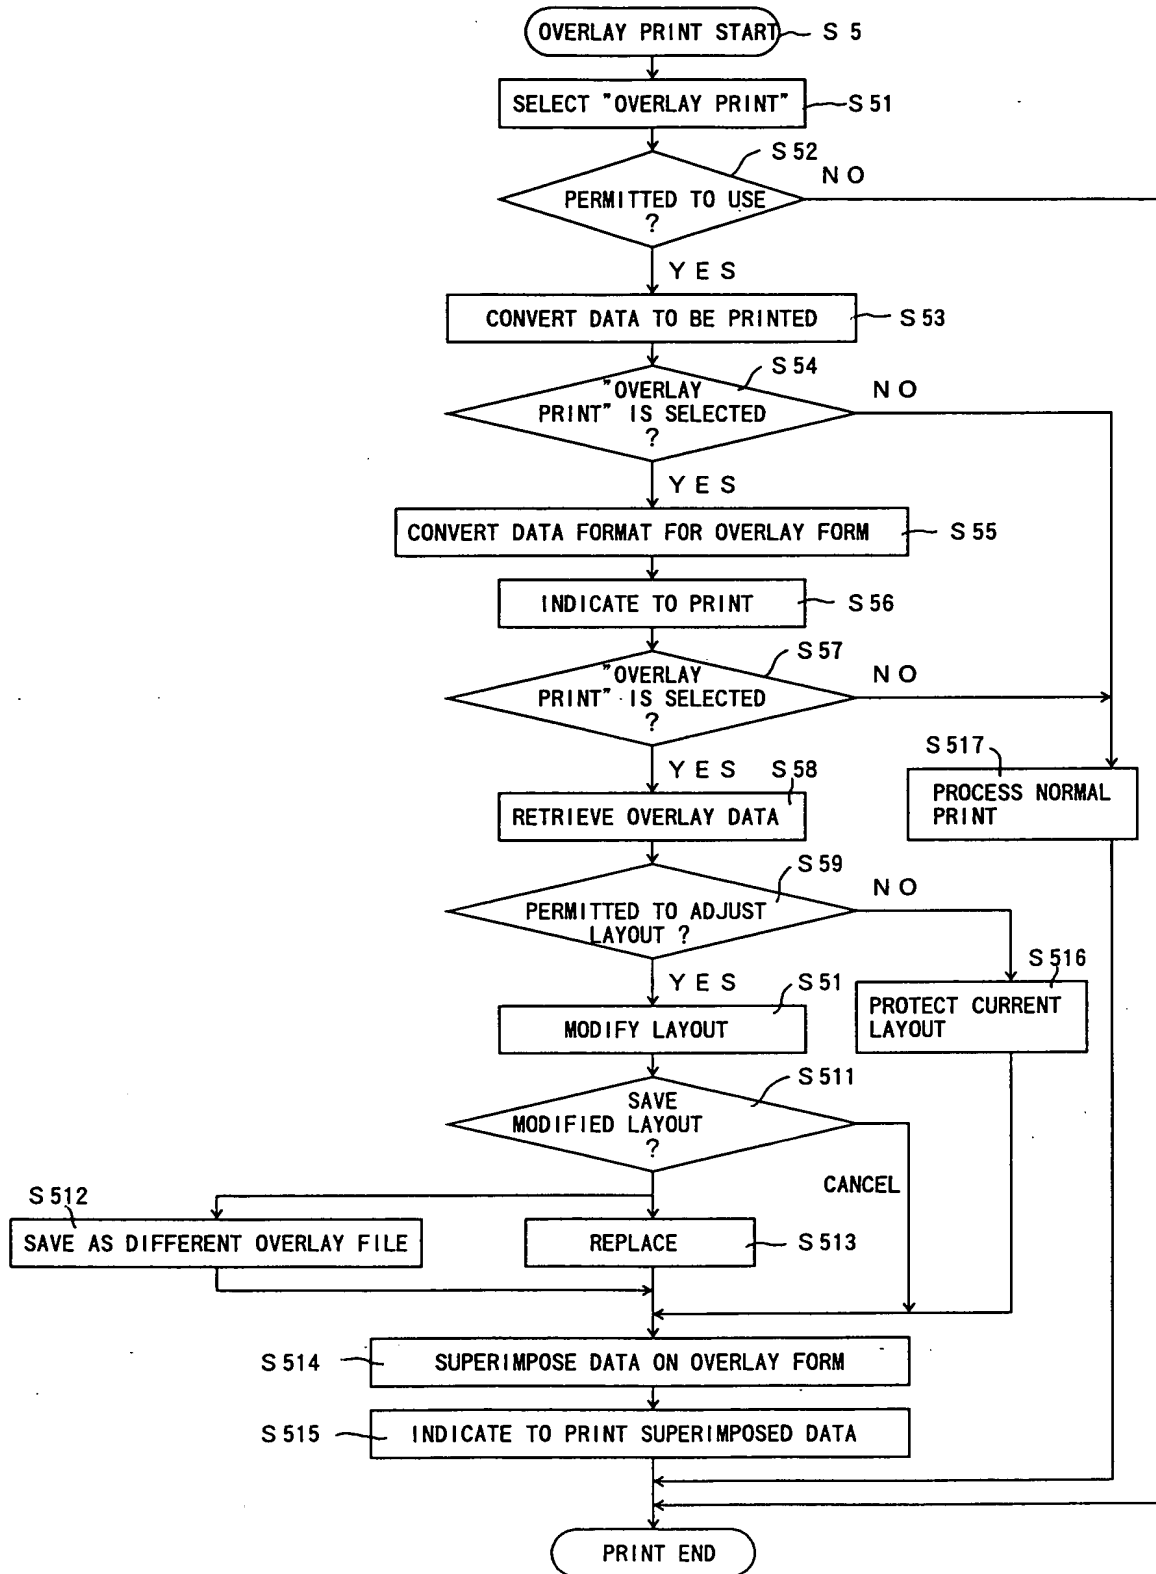 OVERLAY PRINT START
S 5
SELECT "OVERLAY PRINT"
S 51
S 52
NO
PERMITTED TO USE
?
YES
CONVERT DATA TO BE PRINTED
S 53
S 54
"OVERLAY
PRINT" IS SELECTED
?
NO
YES
CONVERT DATA FORMAT FOR OVERLAY FORM
S 55
INDICATE TO PRINT
S 56
S 57
"OVERLAY
PRINT" IS SELECTED
?
NO
YES
S 58
RETRIEVE OVERLAY DATA
S 517
PROCESS NORMAL
PRINT
S 59
NO
PERMITTED TO ADJUST
LAYOUT ?
YES
S 51
MODIFY LAYOUT
S 516
PROTECT CURRENT
LAYOUT
S 511
SAVE
MODIFIED LAYOUT
?
CANCEL
S 512
SAVE AS DIFFERENT OVERLAY FILE
REPLACE
S 513
S 514
SUPERIMPOSE DATA ON OVERLAY FORM
S 515
INDICATE TO PRINT SUPERIMPOSED DATA
PRINT END